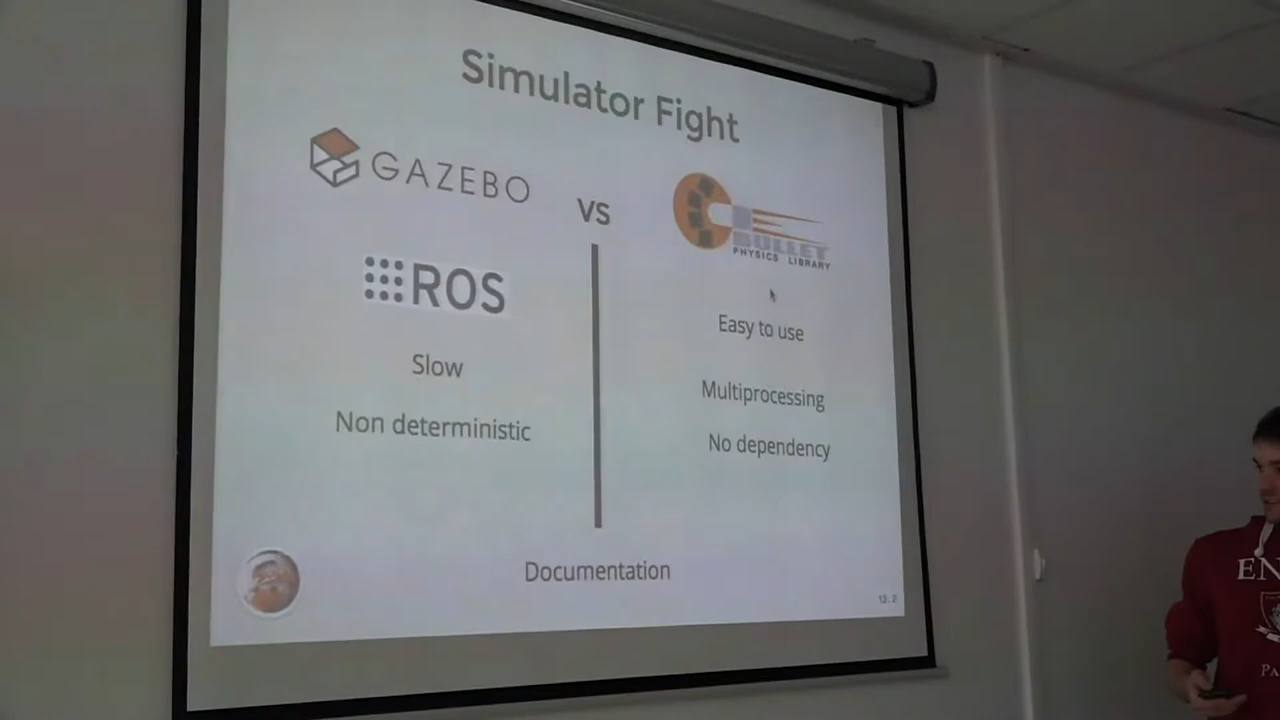 Simulator Fight
GAZEBO
VS
BULLET
PHYSICS LIBRARY
ROS
Easy to use
Slow
Multiprocessing
Non deterministic
No dependency
Documentation
13.2
EN
PA